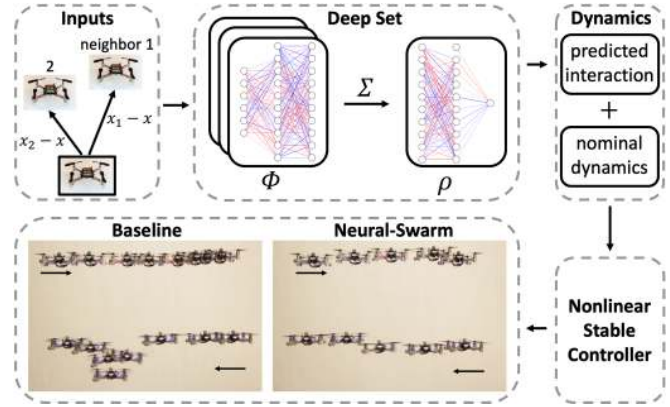 Inputs
neighbor 1
2
x₁ − x
x₂ − x
Deep Set
Σ
Φ
ρ
Dynamics
predicted
interaction
+
nominal
dynamics
Baseline
Neural-Swarm
Nonlinear
Stable
Controller